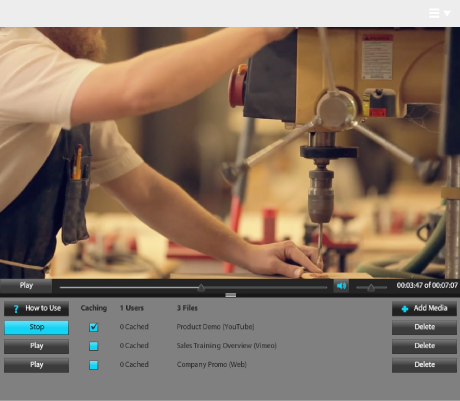 Play 00:03:47 of 00:07:07
? How to Use Caching 1 Users 3 Files Add Media
Stop 0 Cached Product Demo (YouTube) Delete
Play 0 Cached Sales Training Overview (Vimeo) Delete
Play 0 Cached Company Promo (Web) Delete